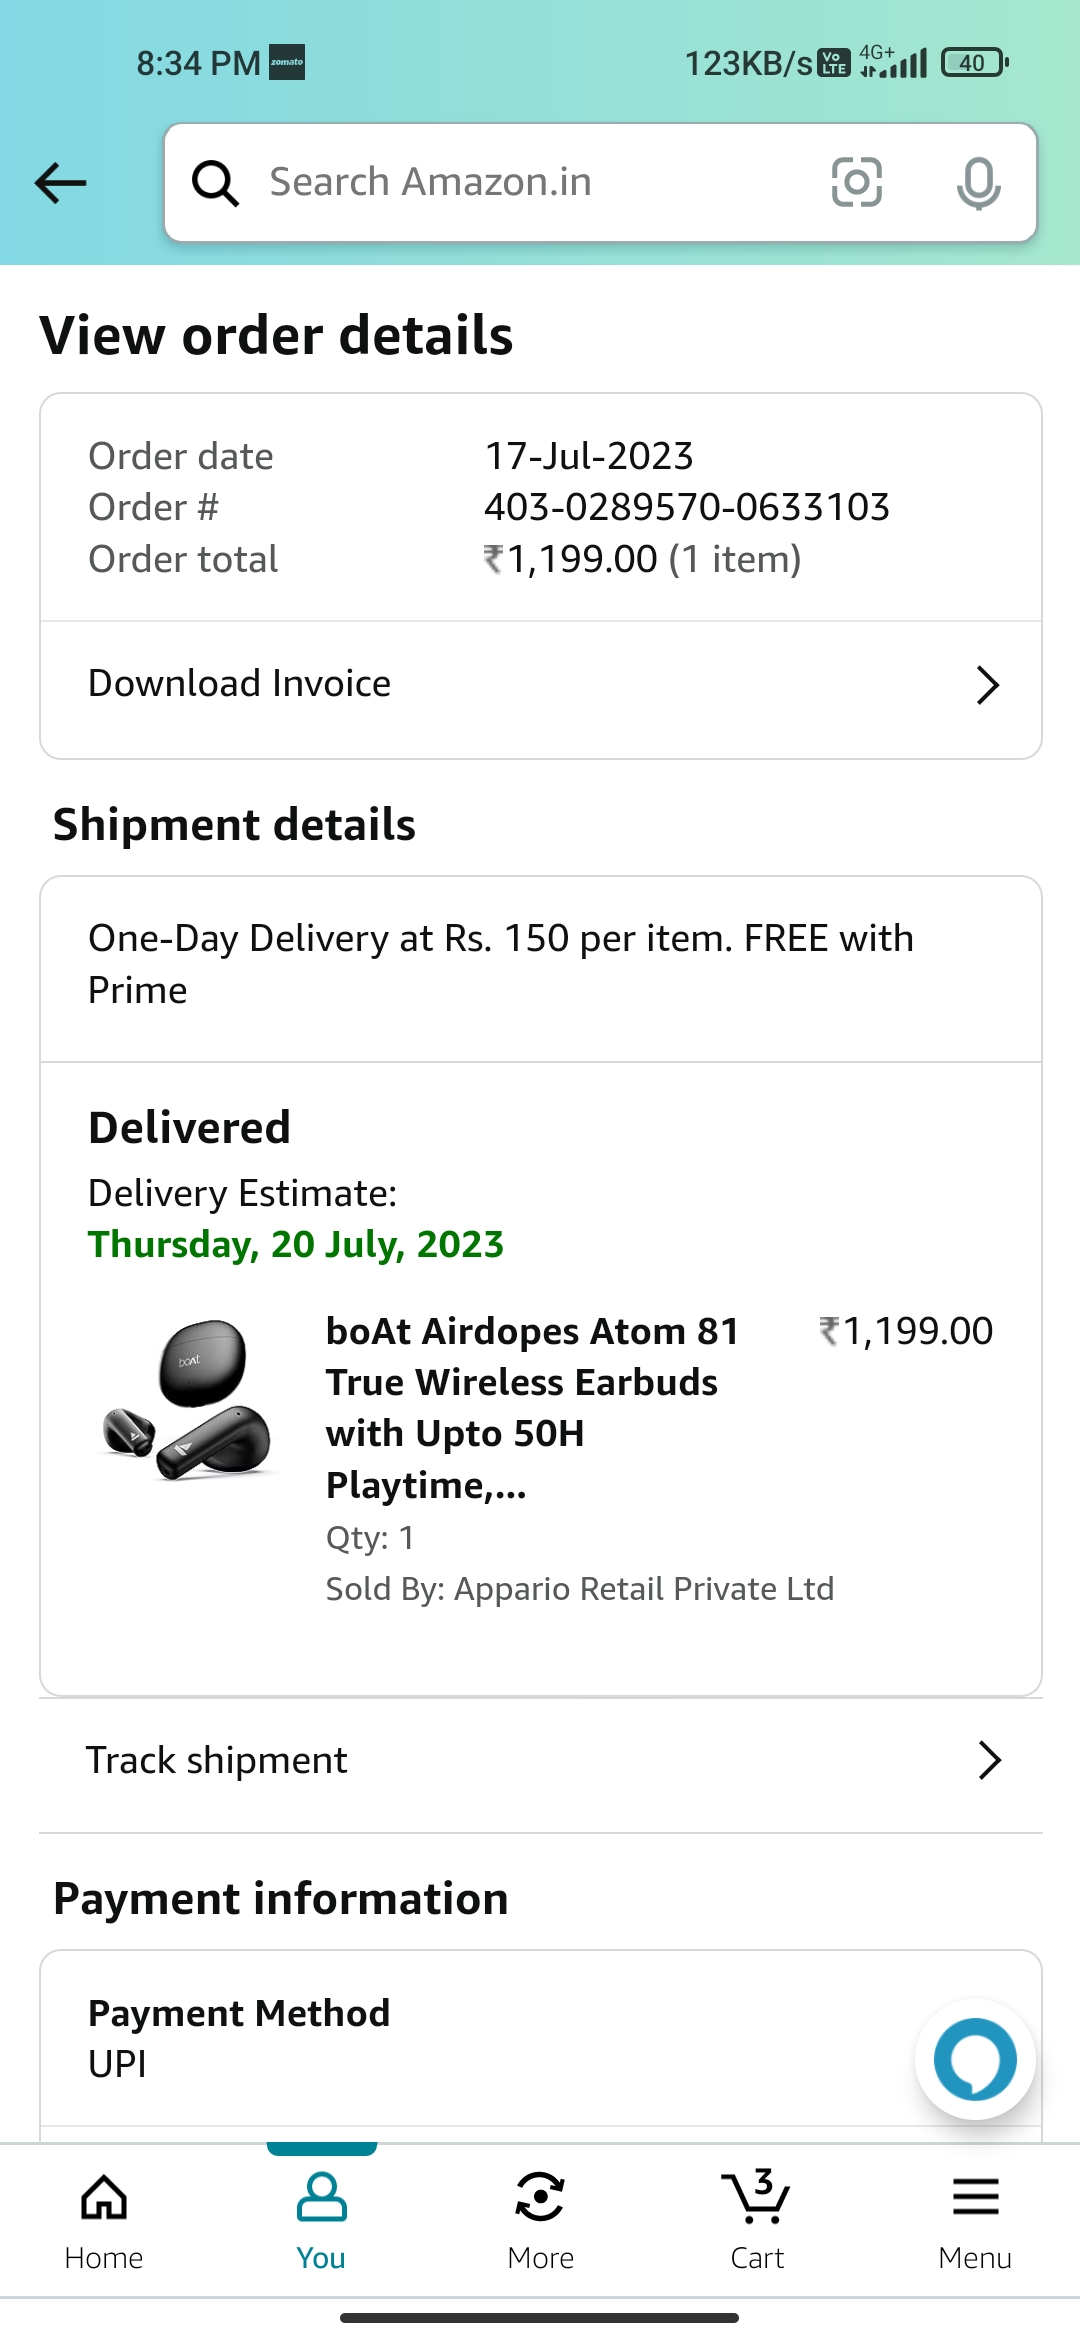 8:34 PM zomato 123KB/s Vo LTE 4G+ 40
Search Amazon.in
View order details
Order date 17-Jul-2023
Order # 403-0289570-0633103
Order total ₹1,199.00 (1 item)
Download Invoice
Shipment details
One-Day Delivery at Rs. 150 per item. FREE with
Prime
Delivered
Delivery Estimate:
Thursday, 20 July, 2023
boAt
boAt Airdopes Atom 81 ₹1,199.00
True Wireless Earbuds
with Upto 50H
Playtime,...
Qty: 1
Sold By: Appario Retail Private Ltd
Track shipment
Payment information
Payment Method
UPI
3
Home You More Cart Menu